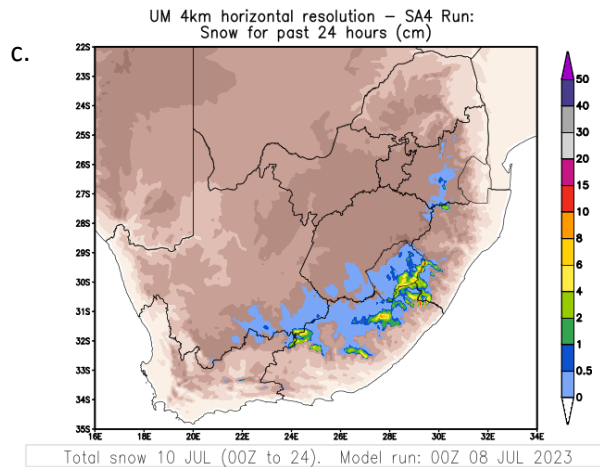 UM 4km horizontal resolution – SA4 Run:
Snow for past 24 hours (cm)
c.
22S
23S
24S
25S
26S
27S
28S
29S
30S
31S
32S
33S
34S
35S
16E 18E 20E 22E 24E 26E 28E 30E 32E 34E
50
40
30
20
15
10
8
6
4
2
1
0.5
0
Total snow 10 JUL (00Z to 24). Model run: 00Z 08 JUL 2023